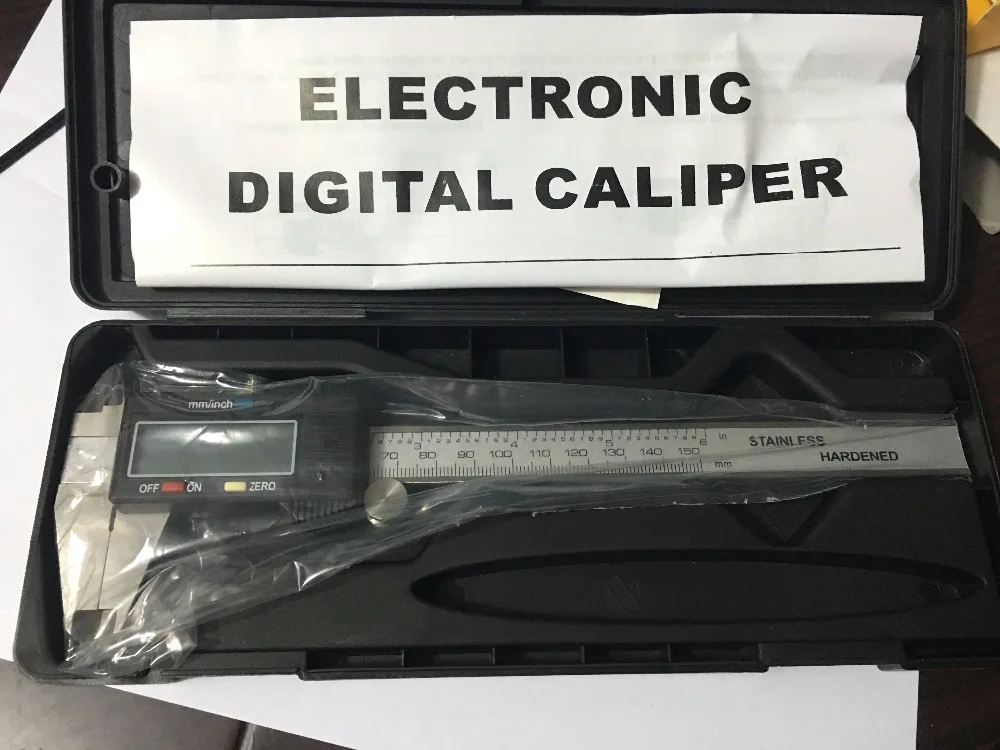 ELECTRONIC
DIGITAL CALIPER
mm/inch
OFF ON ZERO
3 4 5 6 in
70 80 90 100 110 120 130 140 150 mm
STAINLESS
HARDENED